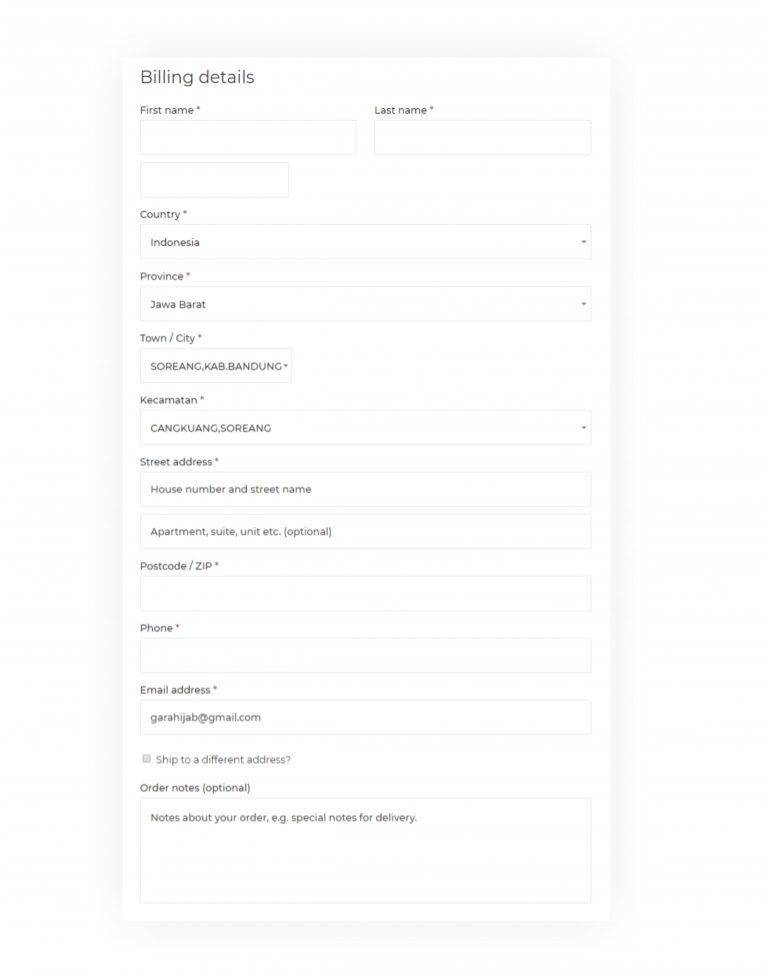 Billing details
First name *
Last name *
Country *
Indonesia
Province *
Jawa Barat
Town / City *
SOREANG,KAB.BANDUNG
Kecamatan *
CANGKUANG,SOREANG
Street address *
House number and street name
Apartment, suite, unit etc. (optional)
Postcode / ZIP *
Phone *
Email address *
garahijab@gmail.com
Ship to a different address?
Order notes (optional)
Notes about your order, e.g. special notes for delivery.